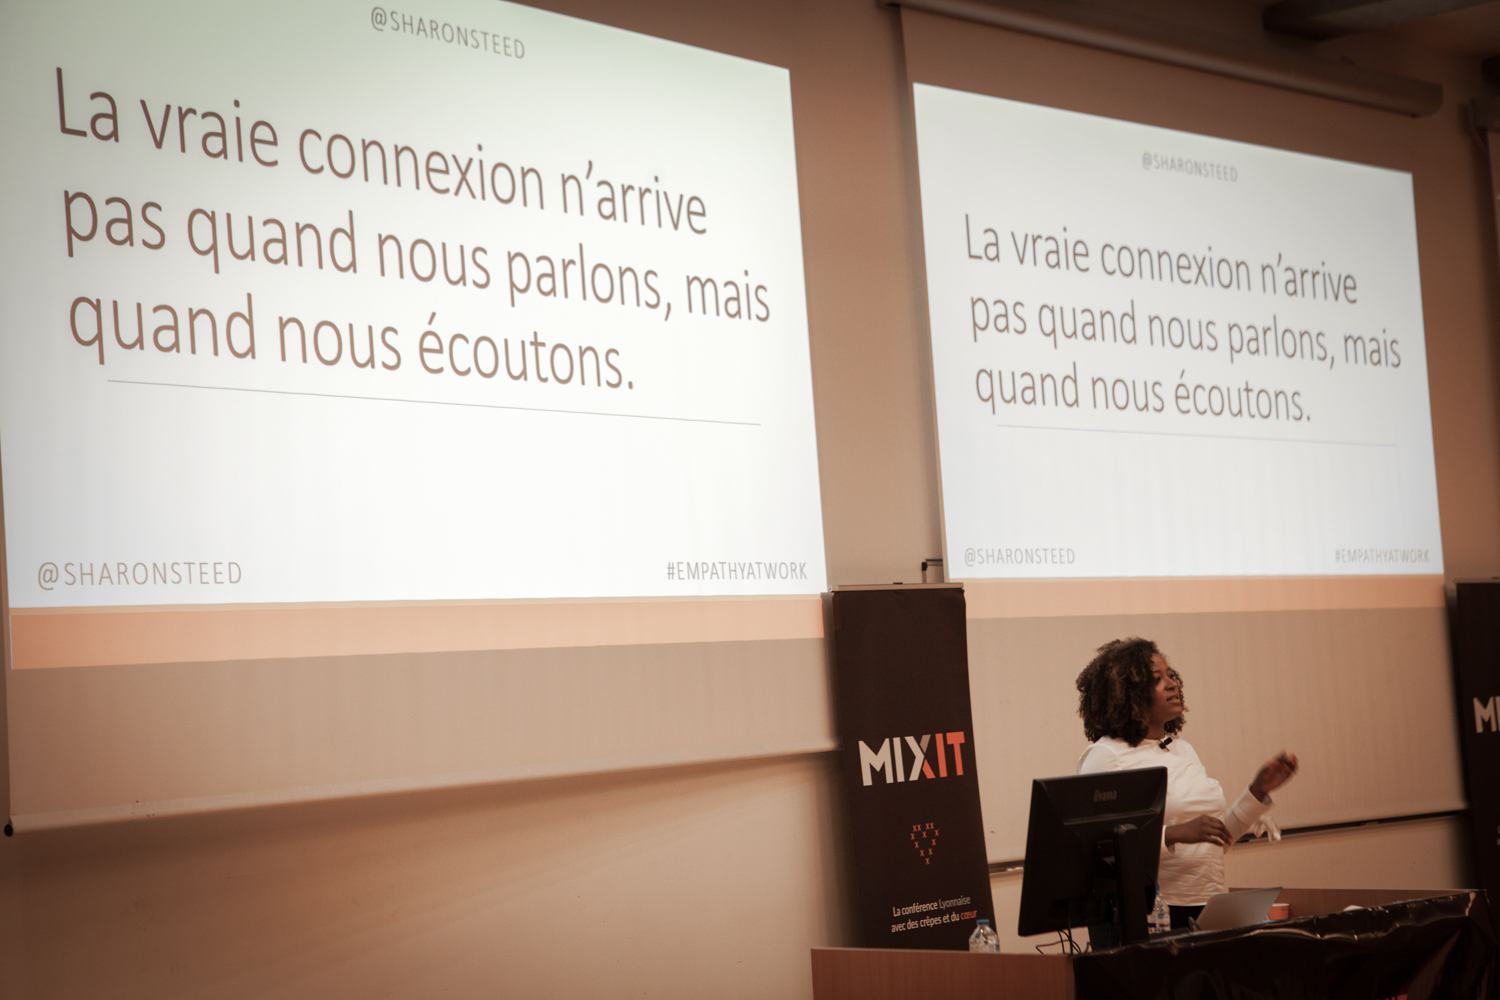 @SHARONSTEED
La vraie connexion n’arrive
pas quand nous parlons, mais
quand nous écoutons.
@SHARONSTEED
#EMPATHYATWORK
@SHARONSTEED
La vraie connexion n’arrive
pas quand nous parlons, mais
quand nous écoutons.
@SHARONSTEED
#EMPATHYATWORK
MIXIT
La conférence Lyonnaise
avec des crêpes et du cœur
iiyama